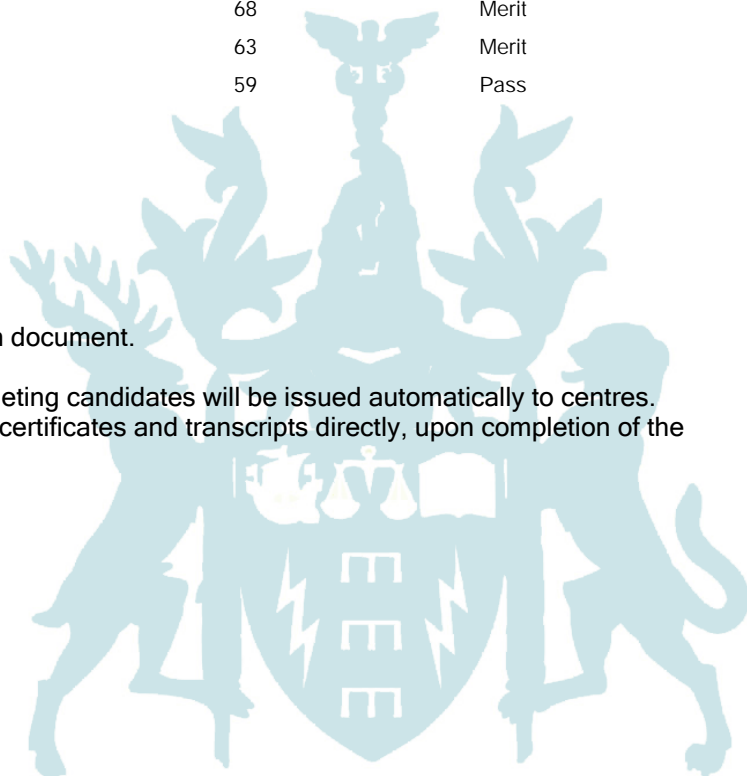 68 Merit
63 Merit
59 Pass
document.
eting candidates will be issued automatically to centres.
certificates and transcripts directly, upon completion of the